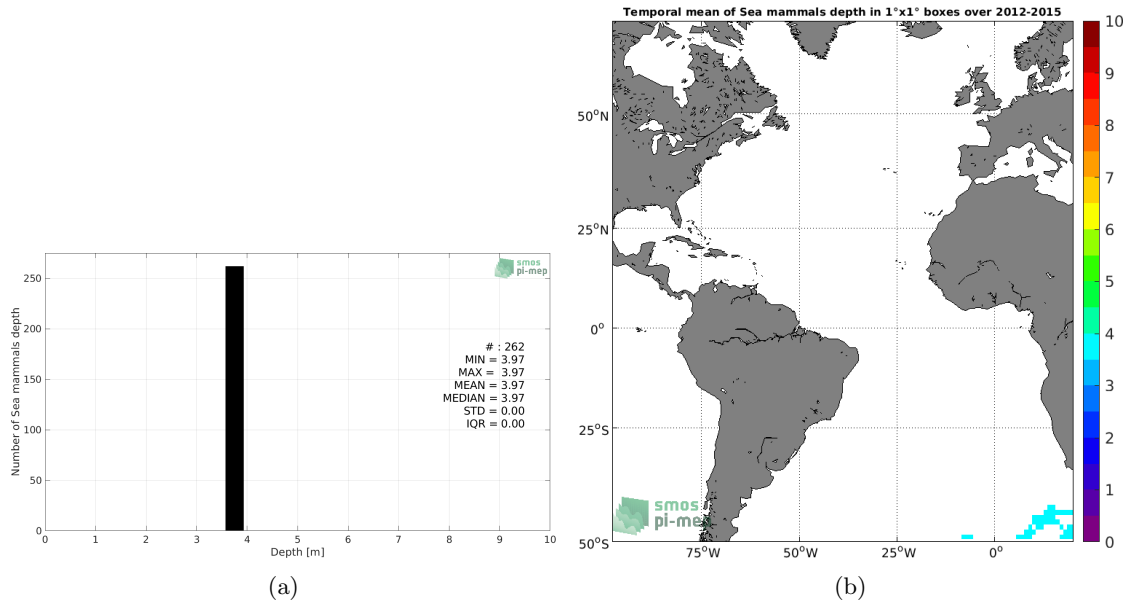 Number of Sea mammals depth
250
200
150
100
50
0
smos
pi-mep
# : 262
MIN = 3.97
MAX = 3.97
MEAN = 3.97
MEDIAN = 3.97
STD = 0.00
IQR = 0.00
0 1 2 3 4 5 6 7 8 9 10
Depth [m]
(a)
Temporal mean of Sea mammals depth in 1°x1° boxes over 2012-2015
50°N
25°N
0°
25°S
50°S
smos
pi-mep
75°W 50°W 25°W 0°
10
9
8
7
6
5
4
3
2
1
0
(b)